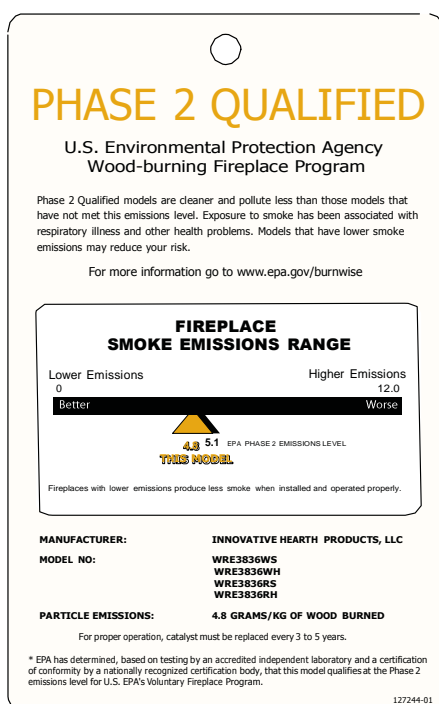 PHASE 2 QUALIFIED
U.S. Environmental Protection Agency
Wood-burning Fireplace Program
Phase 2 Qualified models are cleaner and pollute less than those models that
have not met this emissions level. Exposure to smoke has been associated with
respiratory illness and other health problems. Models that have lower smoke
emissions may reduce your risk.
For more information go to www.epa.gov/burnwise
FIREPLACE
SMOKE EMISSIONS RANGE
Lower Emissions Higher Emissions
0 12.0
Better Worse
4.8 5.1 EPA PHASE 2 EMISSIONS LEVEL
THIS MODEL
Fireplaces with lower emissions produce less smoke when installed and operated properly.
MANUFACTURER: INNOVATIVE HEARTH PRODUCTS, LLC
MODEL NO: WRE3836WS
WRE3836WH
WRE3836RS
WRE3836RH
PARTICLE EMISSIONS: 4.8 GRAMS/KG OF WOOD BURNED
For proper operation, catalyst must be replaced every 3 to 5 years.
* EPA has determined, based on testing by an accredited independent laboratory and a certification
of conformity by a nationally recognized certification body, that this model qualifies at the Phase 2
emissions level for U.S. EPA's Voluntary Fireplace Program.
127244-01